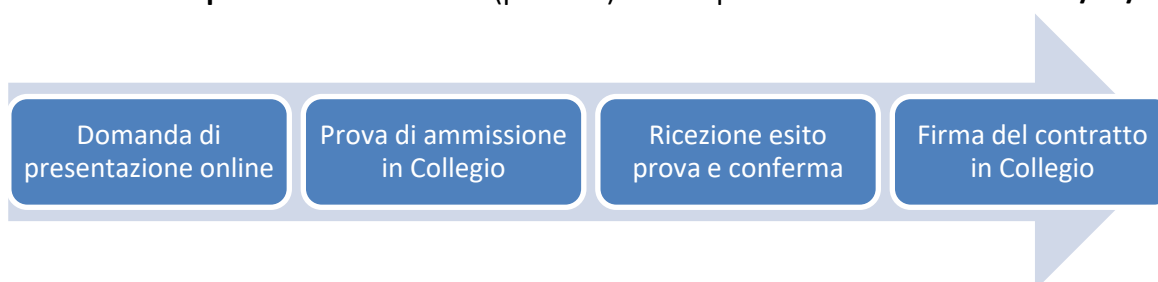 Domanda di
presentazione online
Prova di ammissione
in Collegio
Ricezione esito
prova e conferma
Firma del contratto
in Collegio